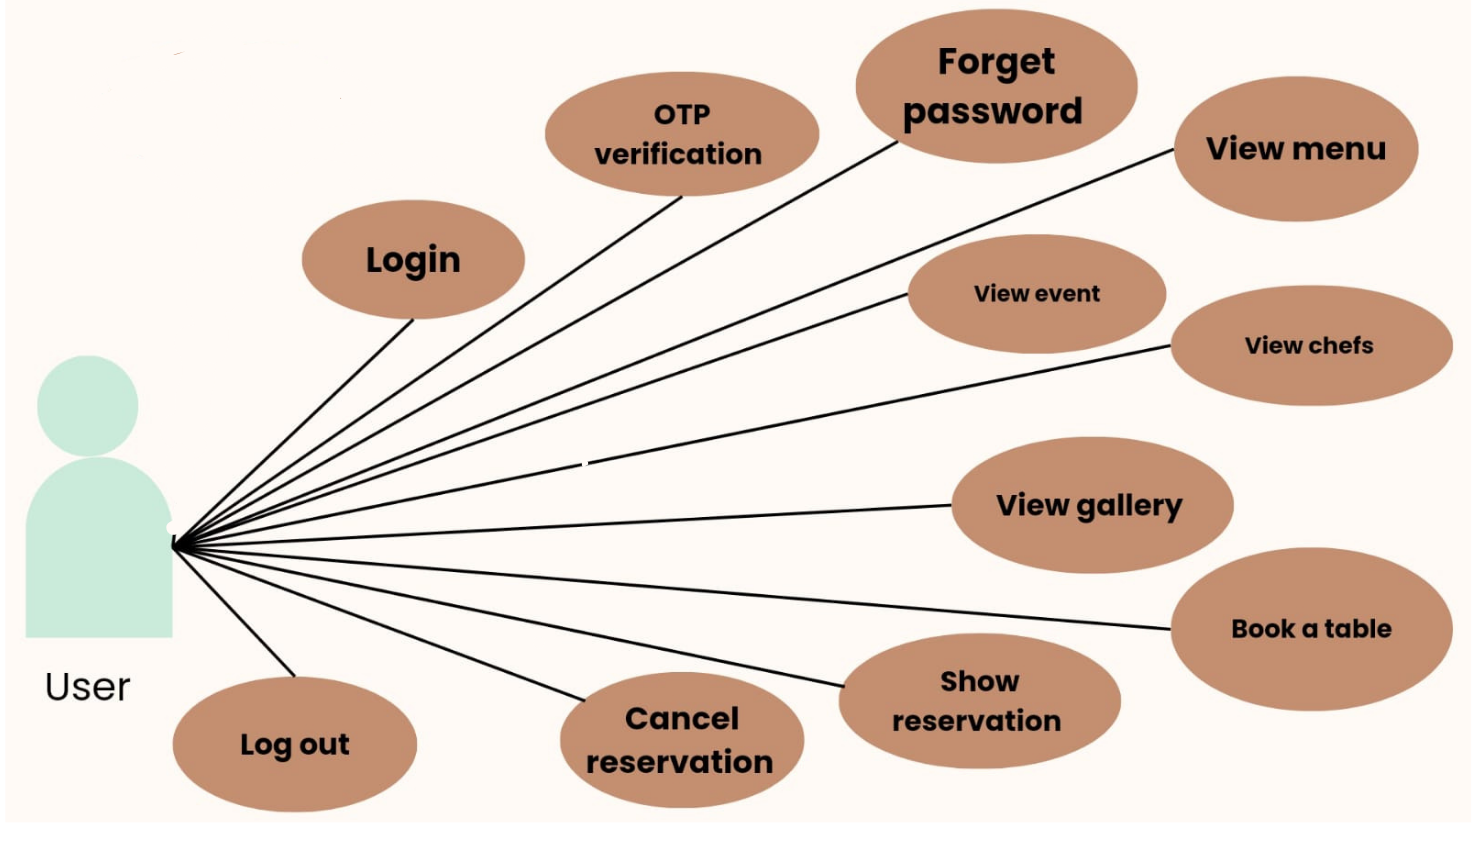 Forget
password
OTP
verification
View menu
Login
View event
View chefs
View gallery
Book a table
User
Show
reservation
Cancel
reservation
Log out